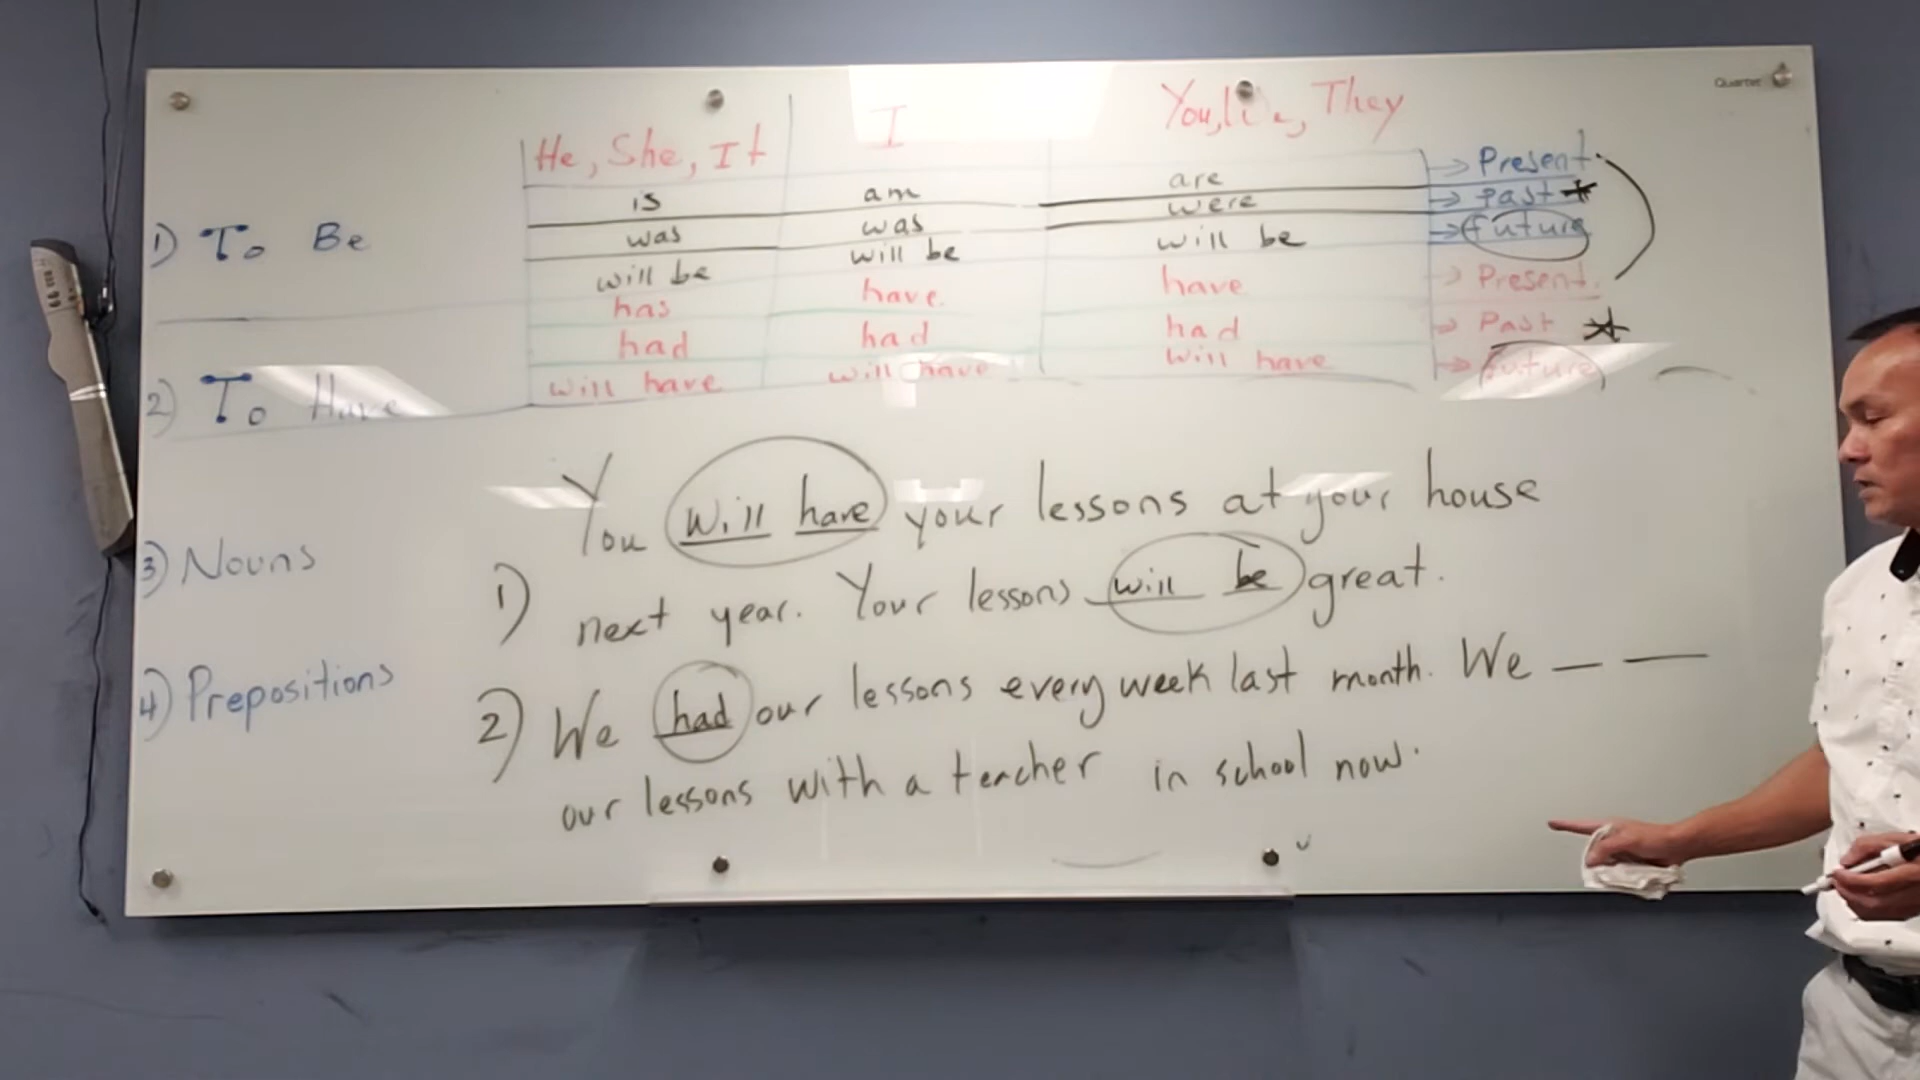 Quartet
He, She, It I You, They
is am are → Present
was was were → Past
will be will be will be → future
has have have → Present
had had had → Past
will have will have will have → future
1) To Be
2) To Have
3) Nouns
4) Prepositions
You will have your lessons at your house
1) next year. Your lessons will be great.
2) We had our lessons every week last month. We — —
our lessons with a teacher in school now.